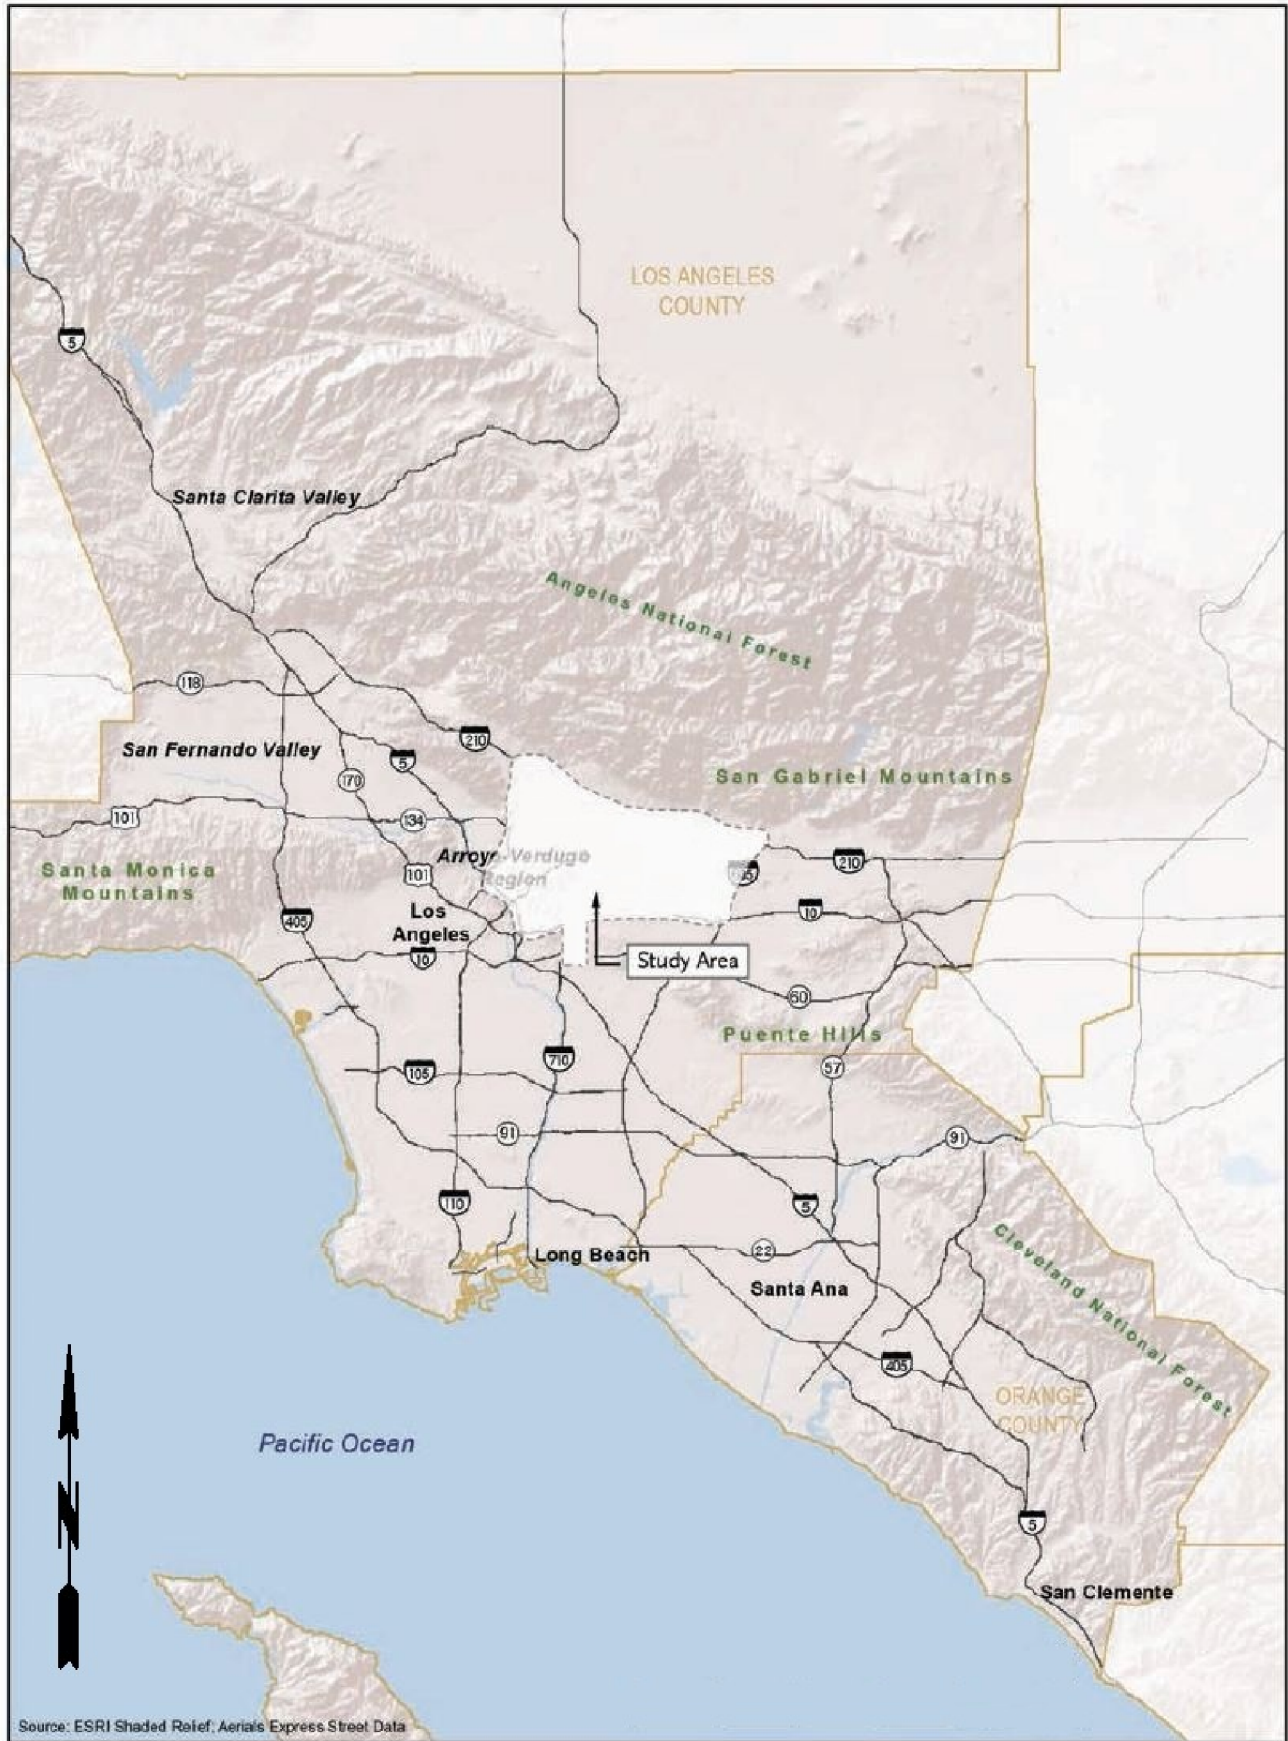 LOS ANGELES
COUNTY
5
Santa Clarita Valley
Angeles National Forest
118
210
San Fernando Valley
5
170
San Gabriel Mountains
101
134
Arroyo-Verdugo
Region
Santa Monica
Mountains
101
210
Los
Angeles
405
10
10
Study Area
60
Puente Hills
105
710
57
91
91
110
5
22
Long Beach
Santa Ana
Cleveland National Forest
405
ORANGE
COUNTY
Pacific Ocean
N
5
San Clemente
Source: ESRI Shaded Relief; Aerials Express Street Data